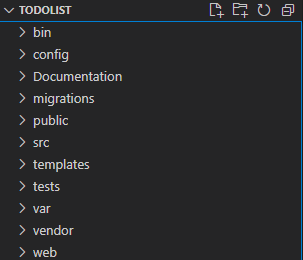 TODOLIST
bin
config
Documentation
migrations
public
src
templates
tests
var
vendor
web